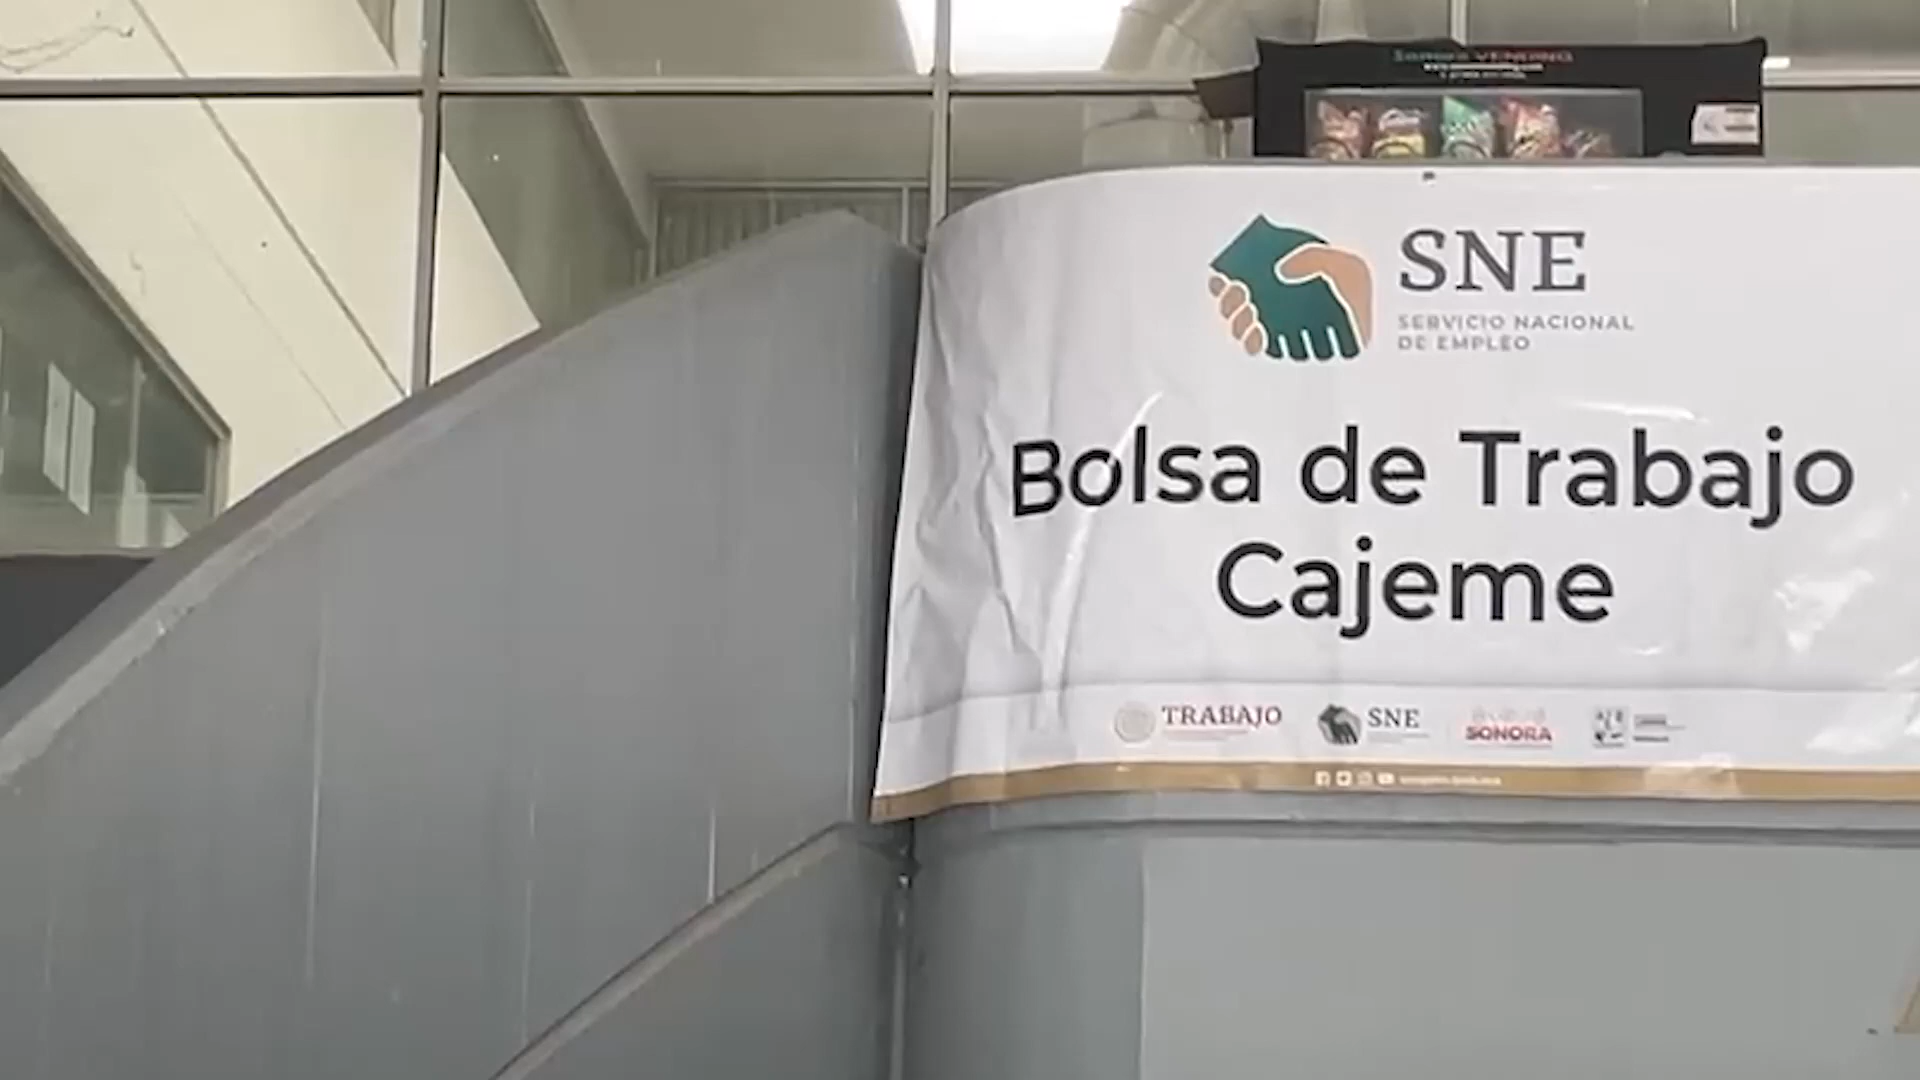 SNE
SERVICIO NACIONAL
DE EMPLEO
Bolsa de Trabajo
Cajeme
TRABAJO
SNE
SONORA